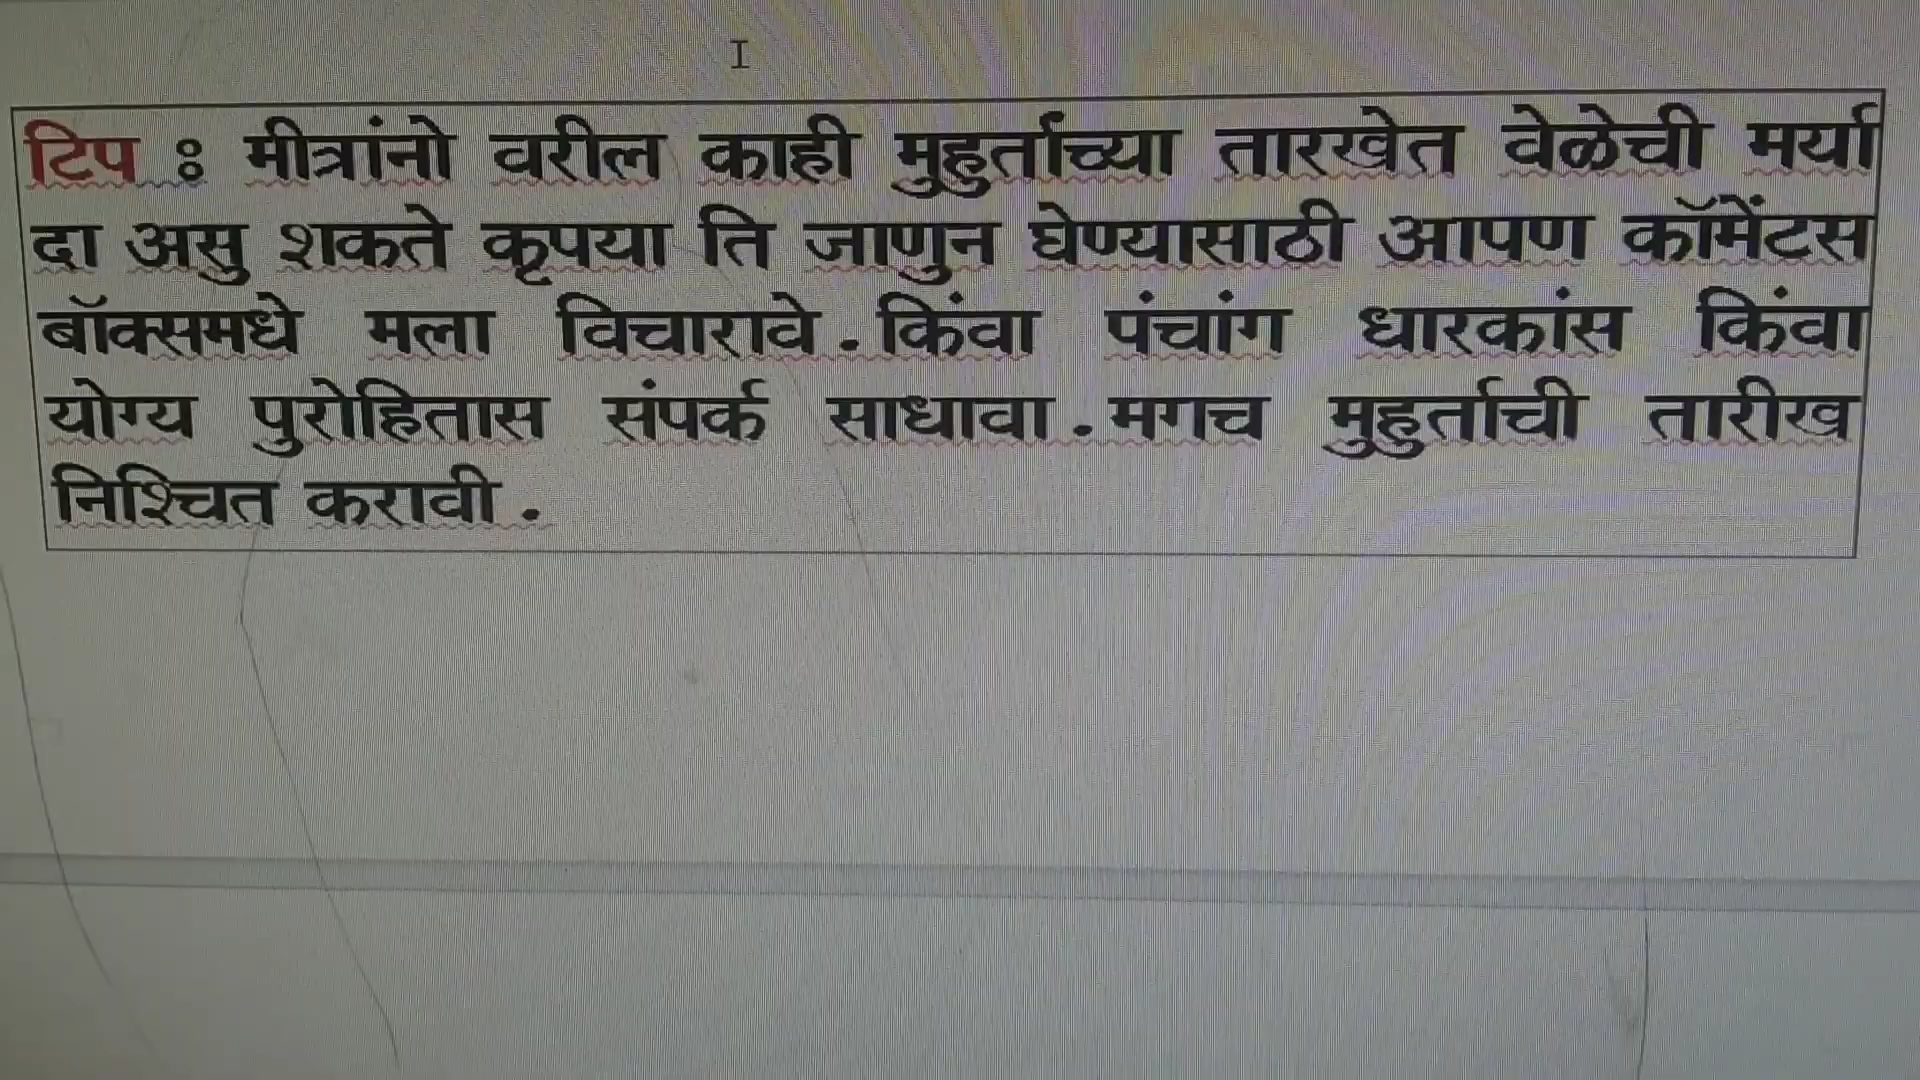 टिप : मीत्रांनो वरील काही मुहुर्ताच्या तारखेत वेळेची मर्या
दा असु शकते कृपया ति जाणुन घेण्यासाठी आपण कॉमेंटस
बॉक्समधे मला विचारावे . किंवा पंचांग धारकांस किंवा
योग्य पुरोहितास संपर्क साधावा . मगच मुहुर्ताची तारीख
निश्चित करावी .